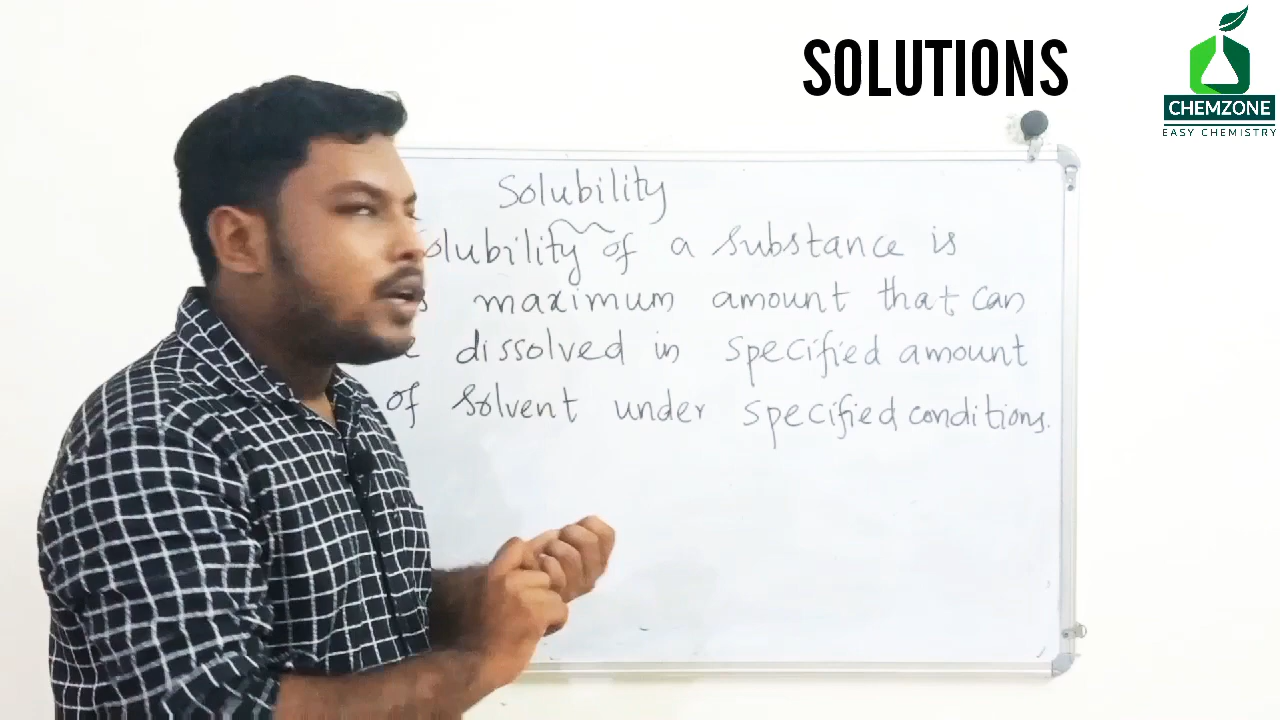 SOLUTIONS
CHEMZONE
EASY CHEMISTRY
Solubility
of a substance is
maximum amount that can
dissolved in specified amount
of solvent under specified conditions.